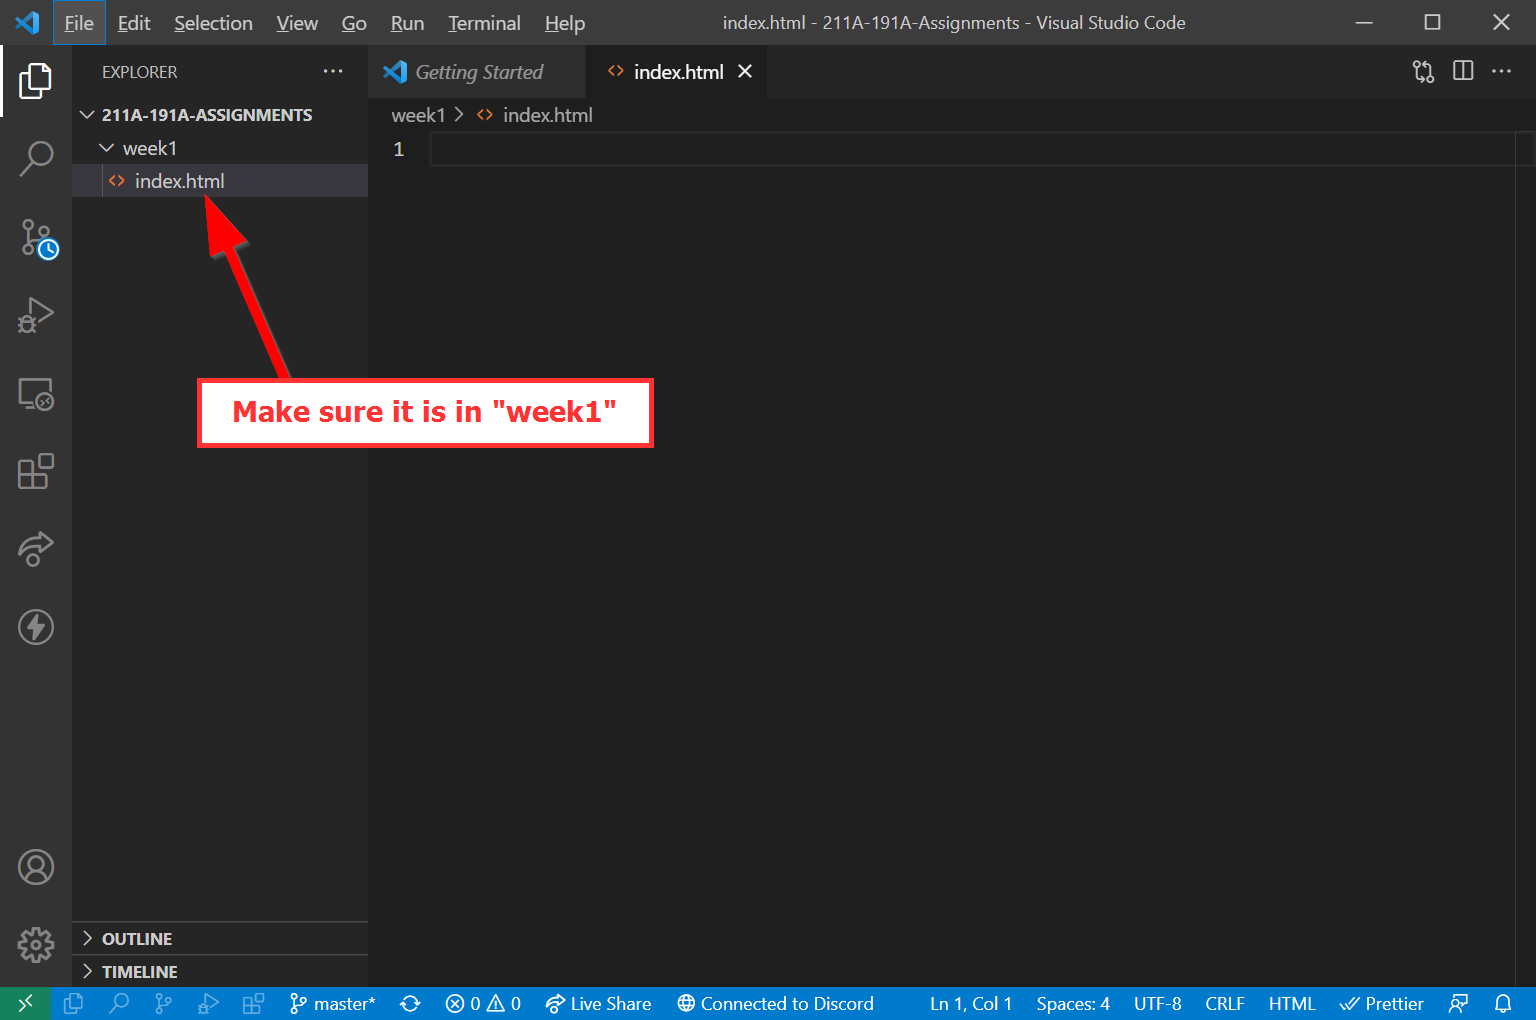 File Edit Selection View Go Run Terminal Help index.html - 211A-191A-Assignments - Visual Studio Code
EXPLORER
Getting Started
index.html
211A-191A-ASSIGNMENTS
week1
index.html
week1 > index.html
1
Make sure it is in "week1"
OUTLINE
TIMELINE
master* 0 0 Live Share Connected to Discord Ln 1, Col 1 Spaces: 4 UTF-8 CRLF HTML Prettier